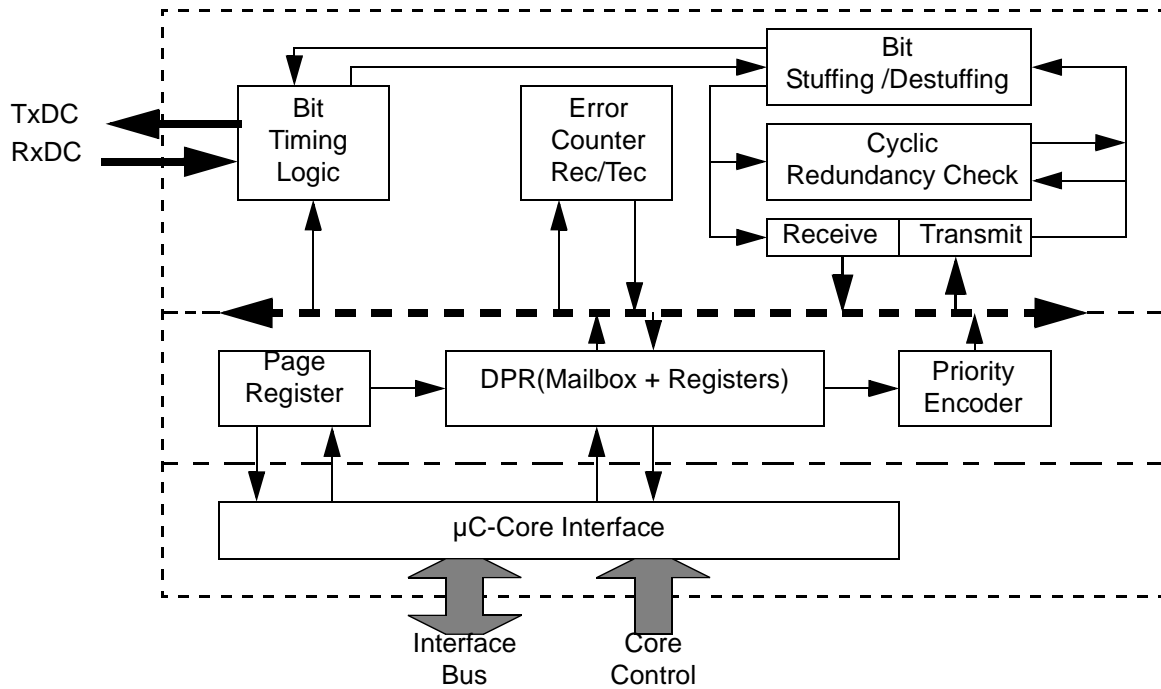 TxDC
RxDC
Bit
Timing
Logic
Error
Counter
Rec/Tec
Bit
Stuffing /Destuffing
Cyclic
Redundancy Check
Receive
Transmit
Page
Register
DPR(Mailbox + Registers)
Priority
Encoder
µC-Core Interface
Interface
Bus
Core
Control